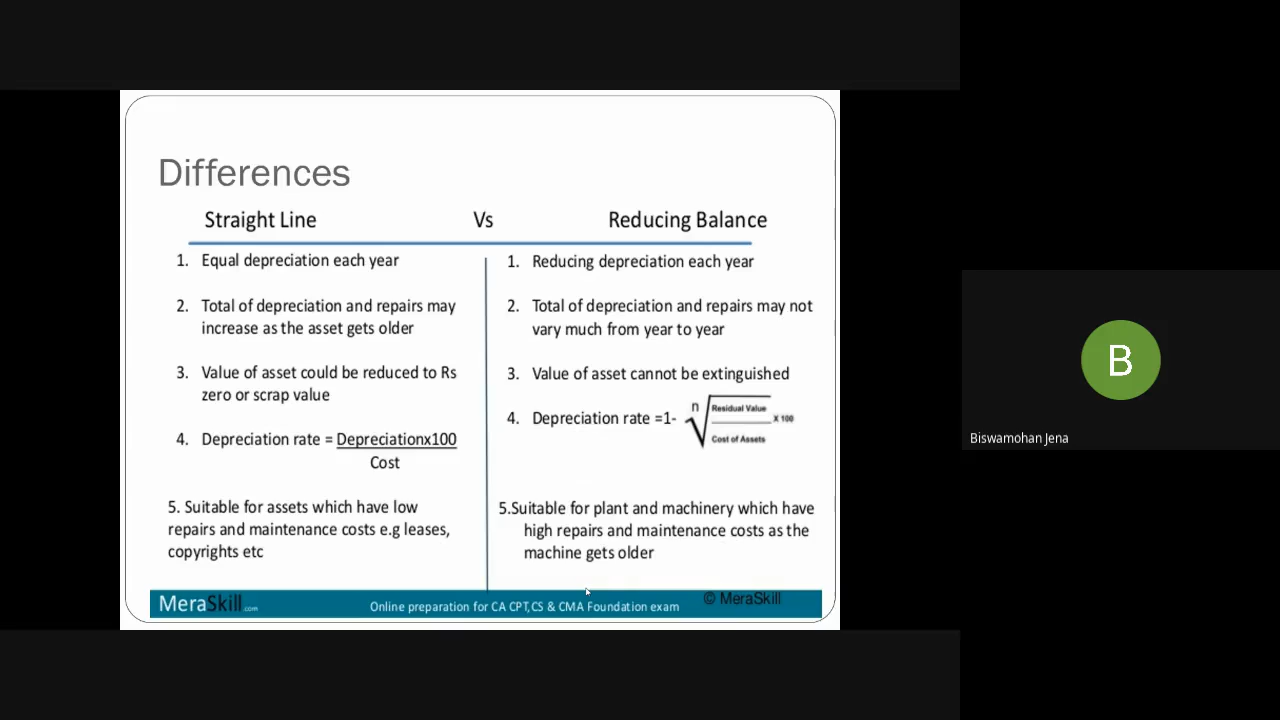 Differences
Straight Line Vs Reducing Balance
1. Equal depreciation each year
2. Total of depreciation and repairs may
increase as the asset gets older
3. Value of asset could be reduced to Rs
zero or scrap value
4. Depreciation rate = Depreciationx100
Cost
5. Suitable for assets which have low
repairs and maintenance costs e.g leases,
copyrights etc
1. Reducing depreciation each year
2. Total of depreciation and repairs may not
vary much from year to year
3. Value of asset cannot be extinguished
4. Depreciation rate =1- n√ Residual Value X 100
Cost of Assets
5.Suitable for plant and machinery which have
high repairs and maintenance costs as the
machine gets older
MeraSkill.com
Online preparation for CA CPT,CS & CMA Foundation exam
© MeraSkill
B
Biswamohan Jena